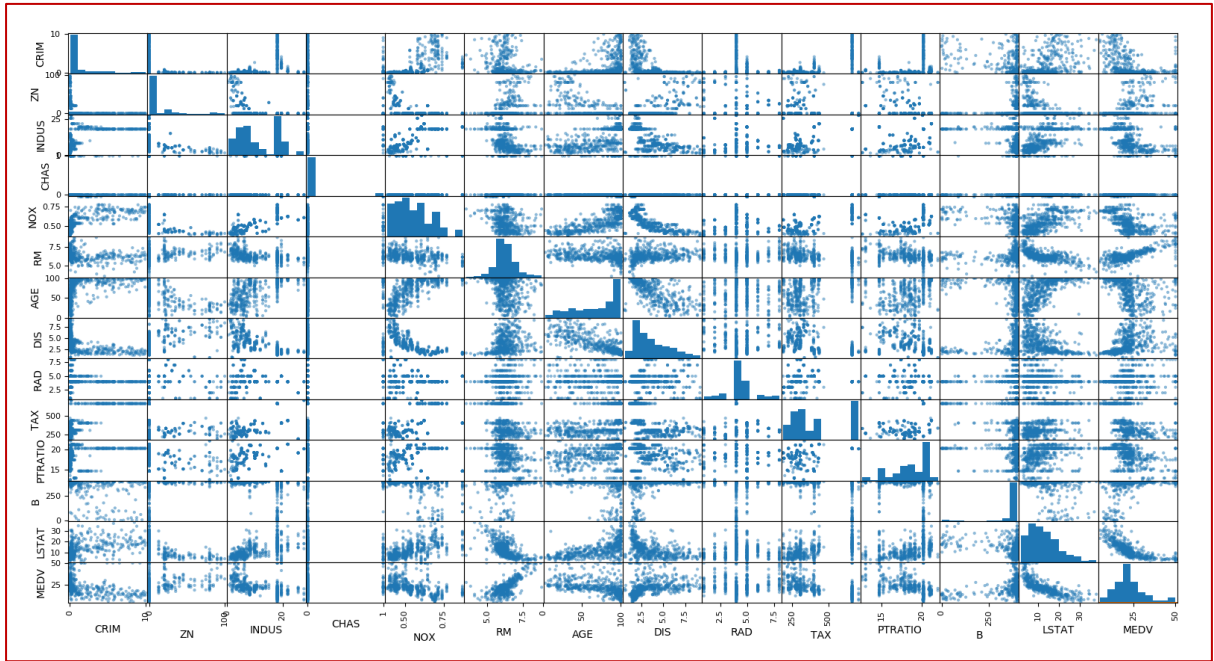 CRIM
10
0
ZN
100
0
INDUS
25
CHAS
1
0
NOX
0.75
0.50
RM
7.5
5.0
AGE
100
50
0
DIS
7.5
5.0
2.5
RAD
7.5
5.0
2.5
TAX
500
250
PTRATIO
20
15
B
250
0
LSTAT
30
20
10
MEDV
50
25
0 10 0 100 0 20 0 1 0.50 0.75 5.0 7.5 0 100 2.5 5.0 7.5 2.5 5.0 7.5 250 500 15 20 0 250 10 20 30 25 50
CRIM ZN INDUS CHAS NOX RM AGE DIS RAD TAX PTRATIO B LSTAT MEDV